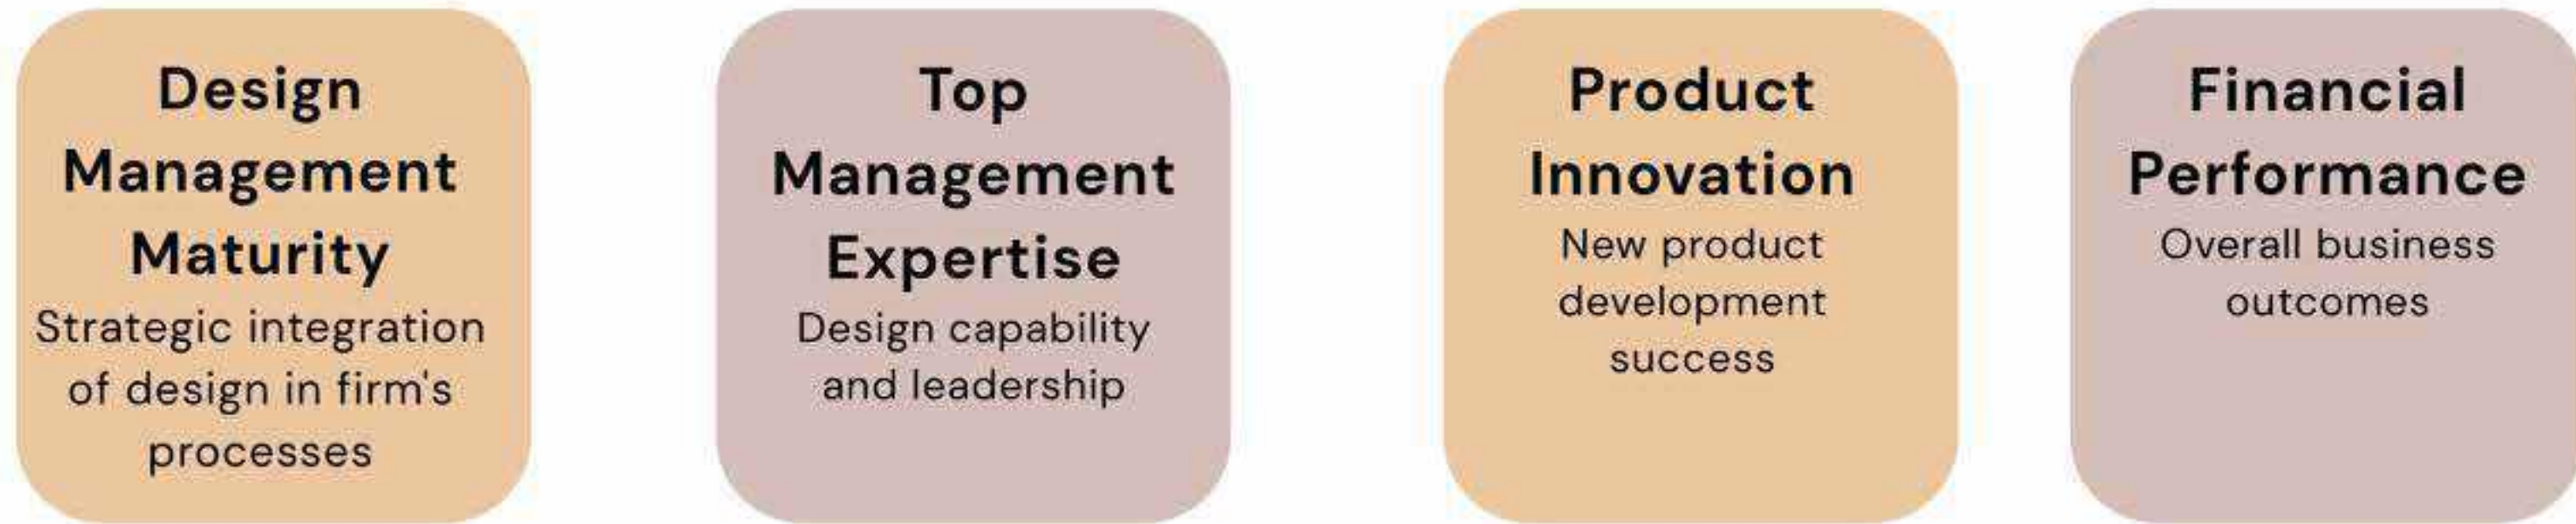 Design
Management
Maturity
Strategic integration
of design in firm's
processes
Top
Management
Expertise
Design capability
and leadership
Product
Innovation
New product
development
success
Financial
Performance
Overall business
outcomes